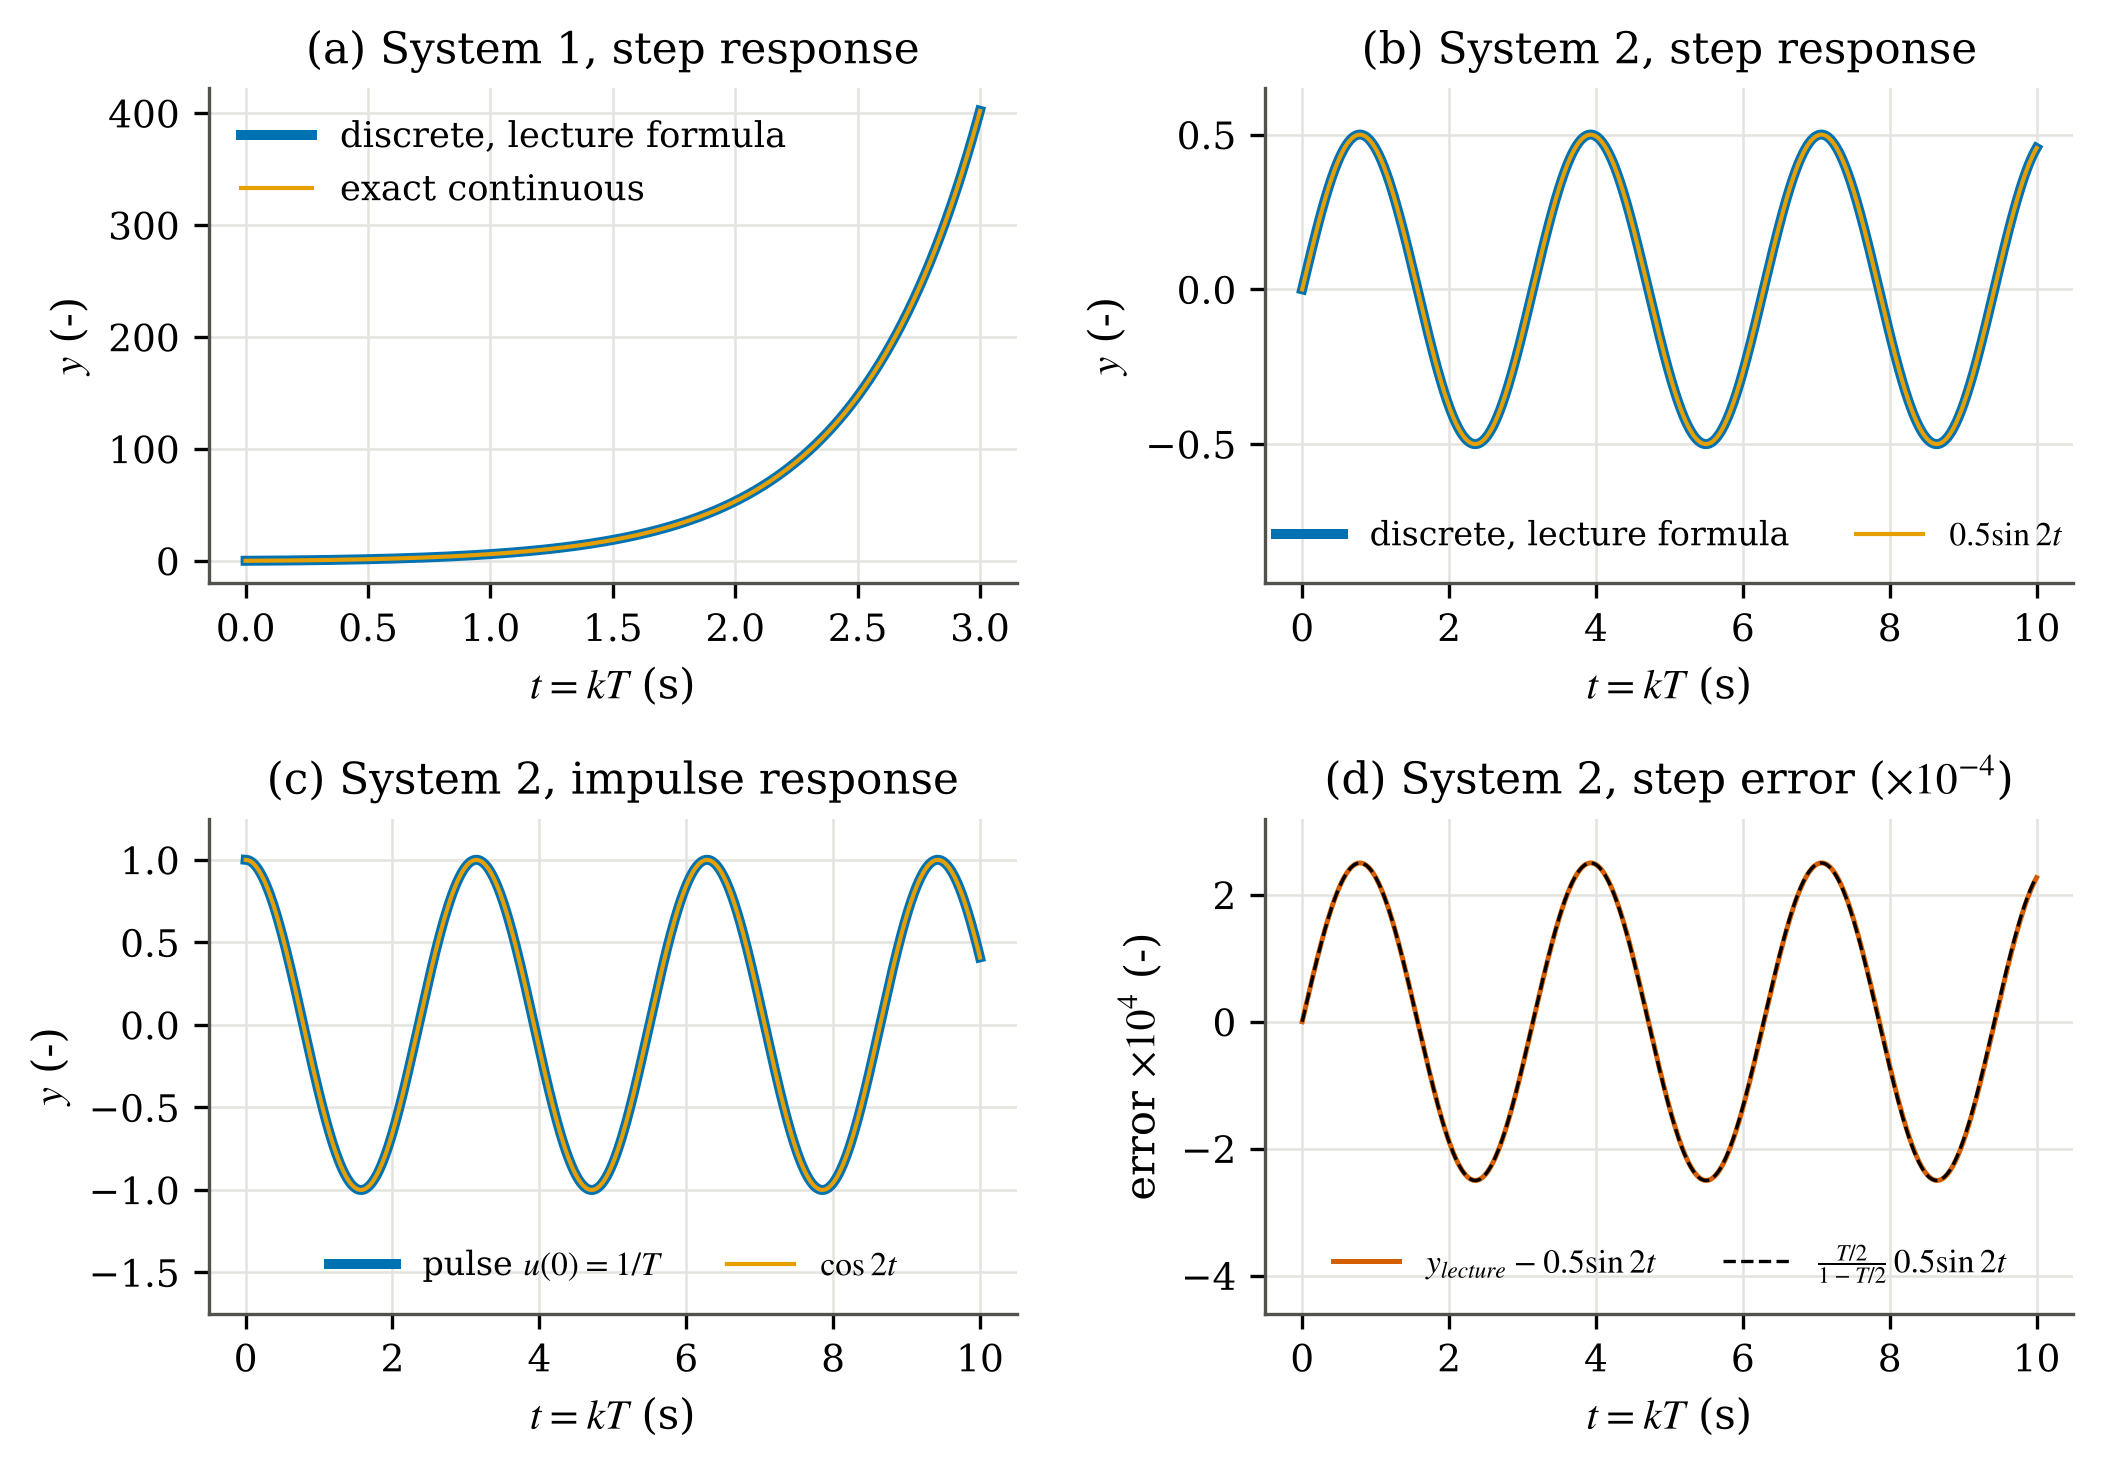 (a) System 1, step response
400
300
200
100
0
y (-)
discrete, lecture formula
exact continuous
0.0 0.5 1.0 1.5 2.0 2.5 3.0
t = kT (s)
(b) System 2, step response
0.5
0.0
−0.5
y (-)
discrete, lecture formula 0.5sin 2t
0 2 4 6 8 10
t = kT (s)
(c) System 2, impulse response
1.0
0.5
0.0
−0.5
−1.0
−1.5
y (-)
pulse u(0) = 1/T cos 2t
0 2 4 6 8 10
t = kT (s)
(d) System 2, step error (×10⁻⁴)
2
0
−2
−4
error ×10⁴ (-)
y_lecture − 0.5sin 2t \frac{T/2}{1 − T/2} 0.5sin 2t
0 2 4 6 8 10
t = kT (s)